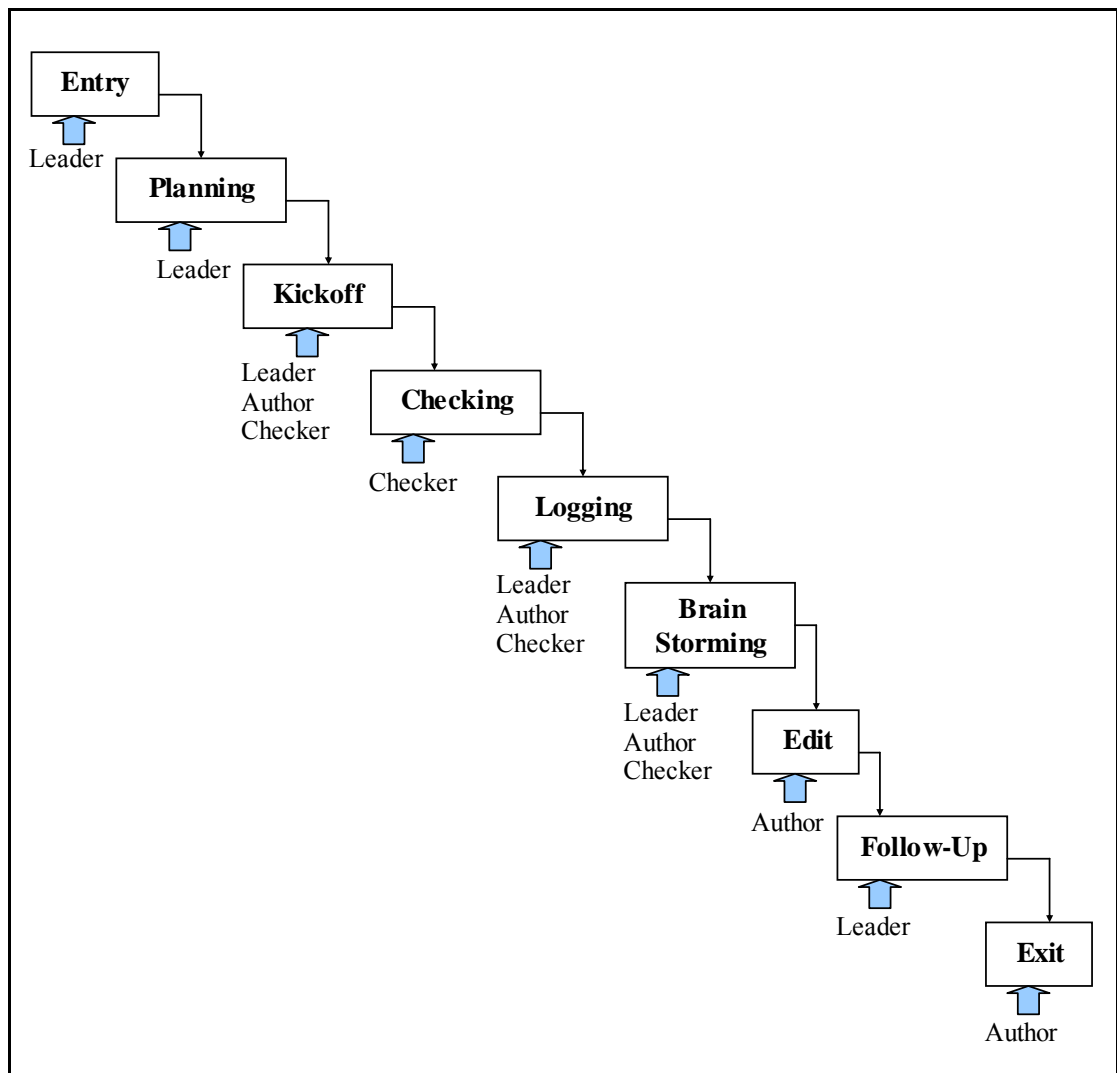 Entry
Leader
Planning
Leader
Kickoff
Leader
Author
Checker
Checking
Checker
Logging
Leader
Author
Checker
Brain
Storming
Leader
Author
Checker
Edit
Author
Follow-Up
Leader
Exit
Author